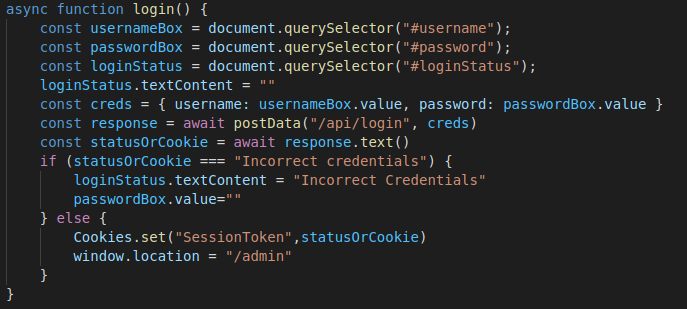 async function login() {
    const usernameBox = document.querySelector("#username");
    const passwordBox = document.querySelector("#password");
    const loginStatus = document.querySelector("#loginStatus");
    loginStatus.textContent = ""
    const creds = { username: usernameBox.value, password: passwordBox.value }
    const response = await postData("/api/login", creds)
    const statusOrCookie = await response.text()
    if (statusOrCookie === "Incorrect credentials") {
        loginStatus.textContent = "Incorrect Credentials"
        passwordBox.value=""
    } else {
        Cookies.set("SessionToken",statusOrCookie)
        window.location = "/admin"
    }
}